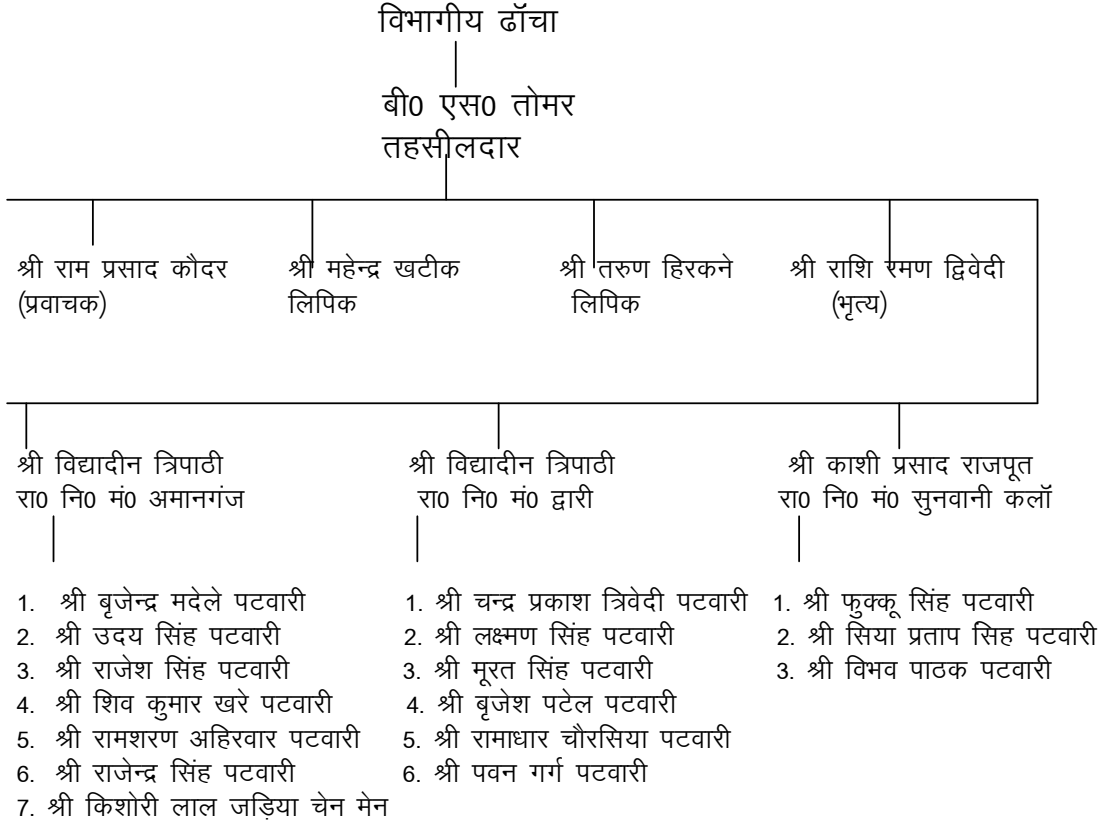 विभागीय ढॉचा
बी0 एस0 तोमर
तहसीलदार
श्री राम प्रसाद कौदर
(प्रवाचक)
श्री महेन्द्र खटीक
लिपिक
श्री तरुण हिरकने
लिपिक
श्री राशि रमण द्विवेदी
(भृत्य)
श्री विद्यादीन त्रिपाठी
रा0 नि0 मं0 अमानगंज
श्री विद्यादीन त्रिपाठी
रा0 नि0 मं0 द्वारी
श्री काशी प्रसाद राजपूत
रा0 नि0 मं0 सुनवानी कलॉ
1. श्री बृजेन्द्र मदेले पटवारी
2. श्री उदय सिंह पटवारी
3. श्री राजेश सिंह पटवारी
4. श्री शिव कुमार खरे पटवारी
5. श्री रामशरण अहिरवार पटवारी
6. श्री राजेन्द्र सिंह पटवारी
7. श्री किशोरी लाल जड़िया चेन मेन
1. श्री चन्द्र प्रकाश त्रिवेदी पटवारी
2. श्री लक्ष्मण सिंह पटवारी
3. श्री मूरत सिंह पटवारी
4. श्री बृजेश पटेल पटवारी
5. श्री रामाधार चौरसिया पटवारी
6. श्री पवन गर्ग पटवारी
1. श्री फुक्कू सिंह पटवारी
2. श्री सिया प्रताप सिह पटवारी
3. श्री विभव पाठक पटवारी